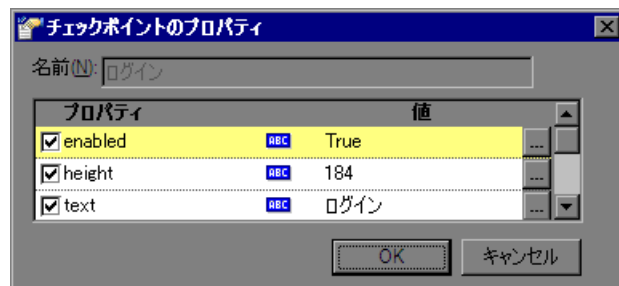 チェックポイントのプロパティ
名前(N): ログイン
プロパティ 値
enabled ABC True ...
height ABC 184 ...
text ABC ログイン ...
OK キャンセル